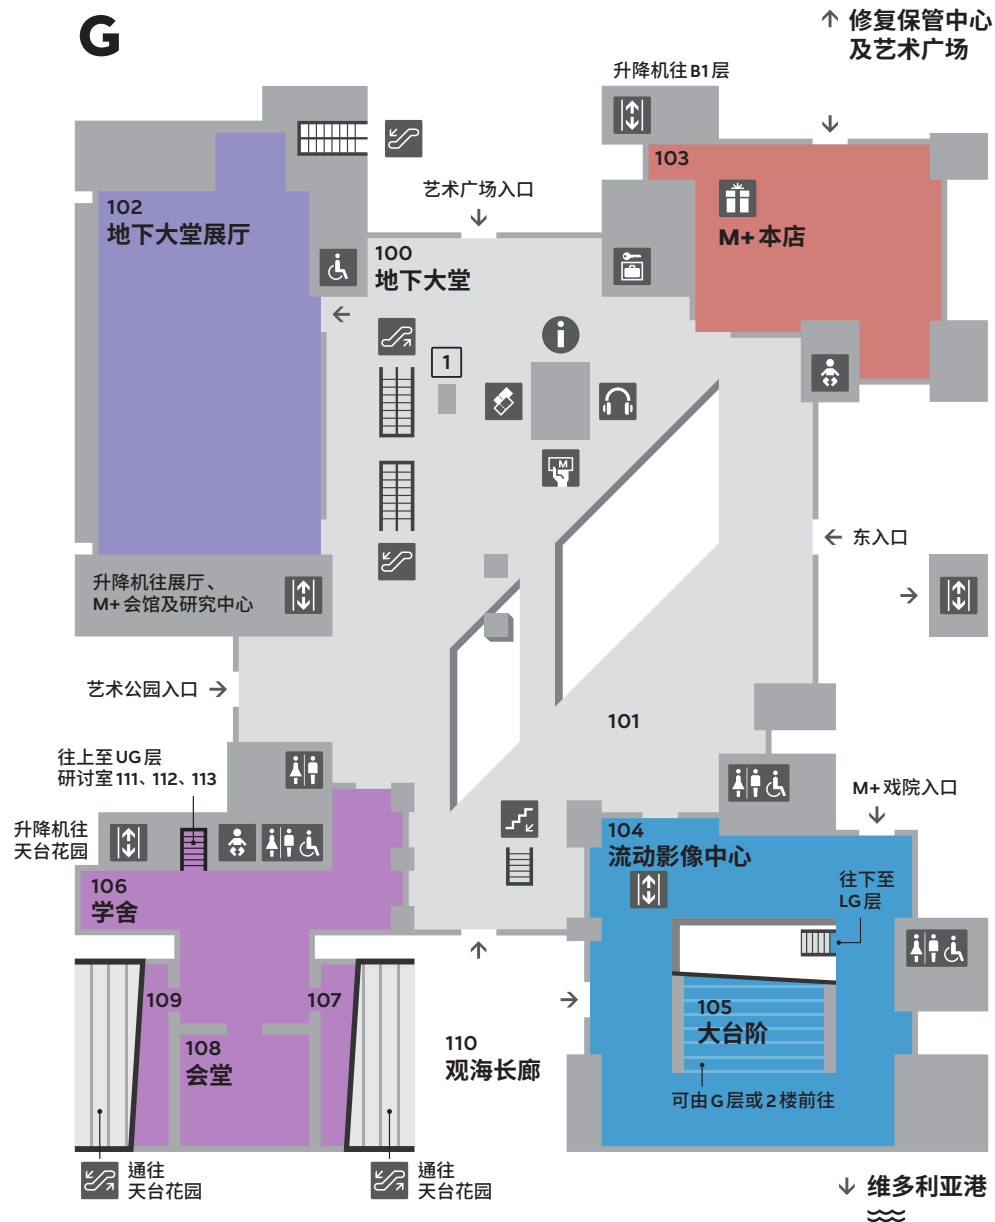 G
修复保管中心
及艺术广场
升降机往B1层
103
M+本店
102
地下大堂展厅
艺术广场入口
100
地下大堂
1
i
M
东入口
升降机往展厅、
M+会馆及研究中心
艺术公园入口
101
往上至UG层
研讨室111、112、113
M+戏院入口
升降机往
天台花园
104
流动影像中心
往下至
LG层
106
学舍
109
107
105
大台阶
108
会堂
110
观海长廊
可由G层或2楼前往
通往
天台花园
通往
天台花园
维多利亚港